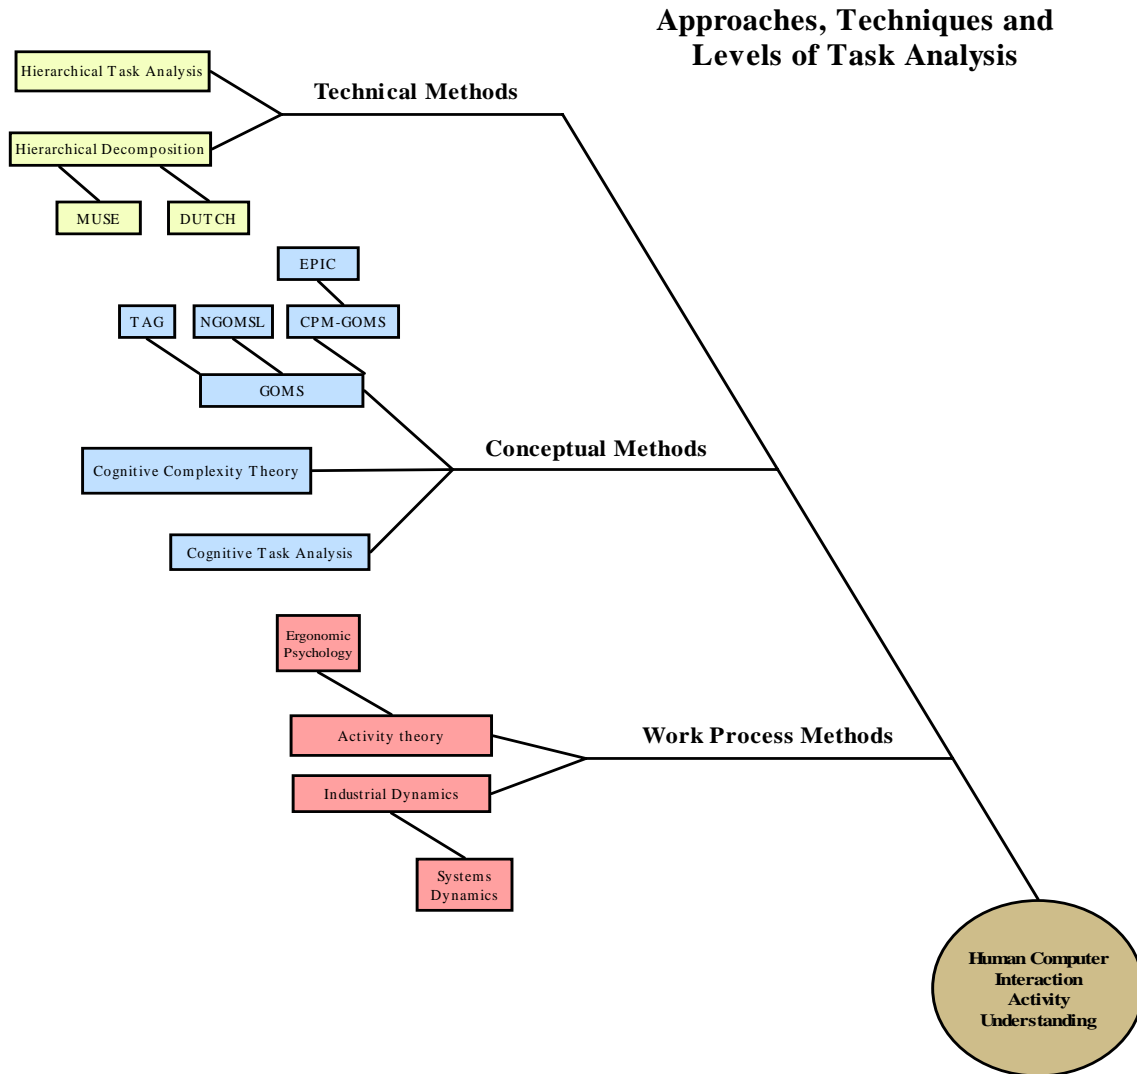 Approaches, Techniques and
Levels of Task Analysis
Hierarchical Task Analysis
Technical Methods
Hierarchical Decomposition
MUSE
DUTCH
EPIC
TAG
NGOMSL
CPM-GOMS
GOMS
Conceptual Methods
Cognitive Complexity Theory
Cognitive Task Analysis
Ergonomic
Psychology
Activity theory
Work Process Methods
Industrial Dynamics
Systems
Dynamics
Human Computer
Interaction
Activity
Understanding